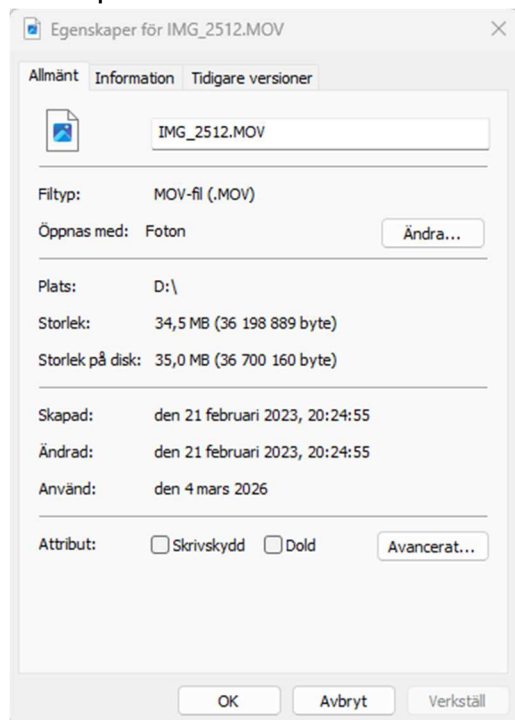 Egenskaper för IMG_2512.MOV
Allmänt Information Tidigare versioner
IMG_2512.MOV
Filtyp: MOV-fil (.MOV)
Öppnas med: Foton Ändra...
Plats: D:\
Storlek: 34,5 MB (36 198 889 byte)
Storlek på disk: 35,0 MB (36 700 160 byte)
Skapad: den 21 februari 2023, 20:24:55
Ändrad: den 21 februari 2023, 20:24:55
Använd: den 4 mars 2026
Attribut: Skrivskydd Dold Avancerat...
OK Avbryt Verkställ